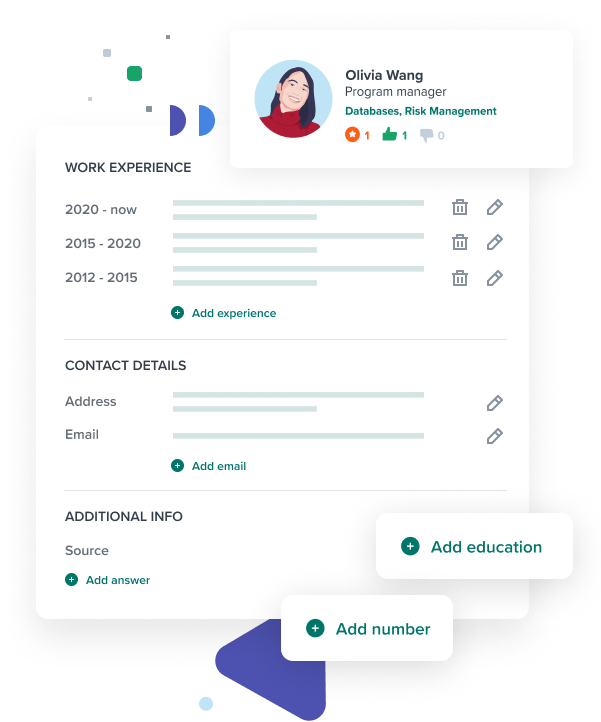 Olivia Wang
Program manager
Databases, Risk Management
1 1 0
WORK EXPERIENCE
2020 - now
2015 - 2020
2012 - 2015
Add experience
CONTACT DETAILS
Address
Email
Add email
ADDITIONAL INFO
Source
Add answer
Add education
Add number